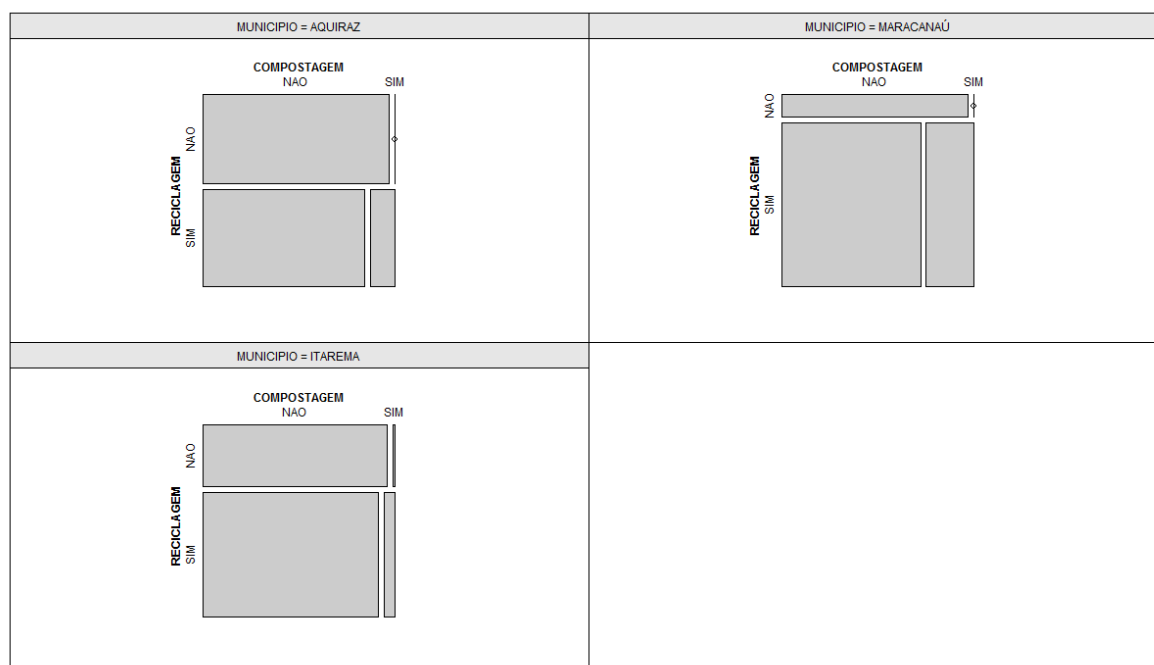 MUNICIPIO = AQUIRAZ
COMPOSTAGEM
NAO SIM
RECICLAGEM
NAO
SIM
MUNICIPIO = MARACANAÚ
COMPOSTAGEM
NAO SIM
RECICLAGEM
NAO
SIM
MUNICIPIO = ITAREMA
COMPOSTAGEM
NAO SIM
RECICLAGEM
NAO
SIM